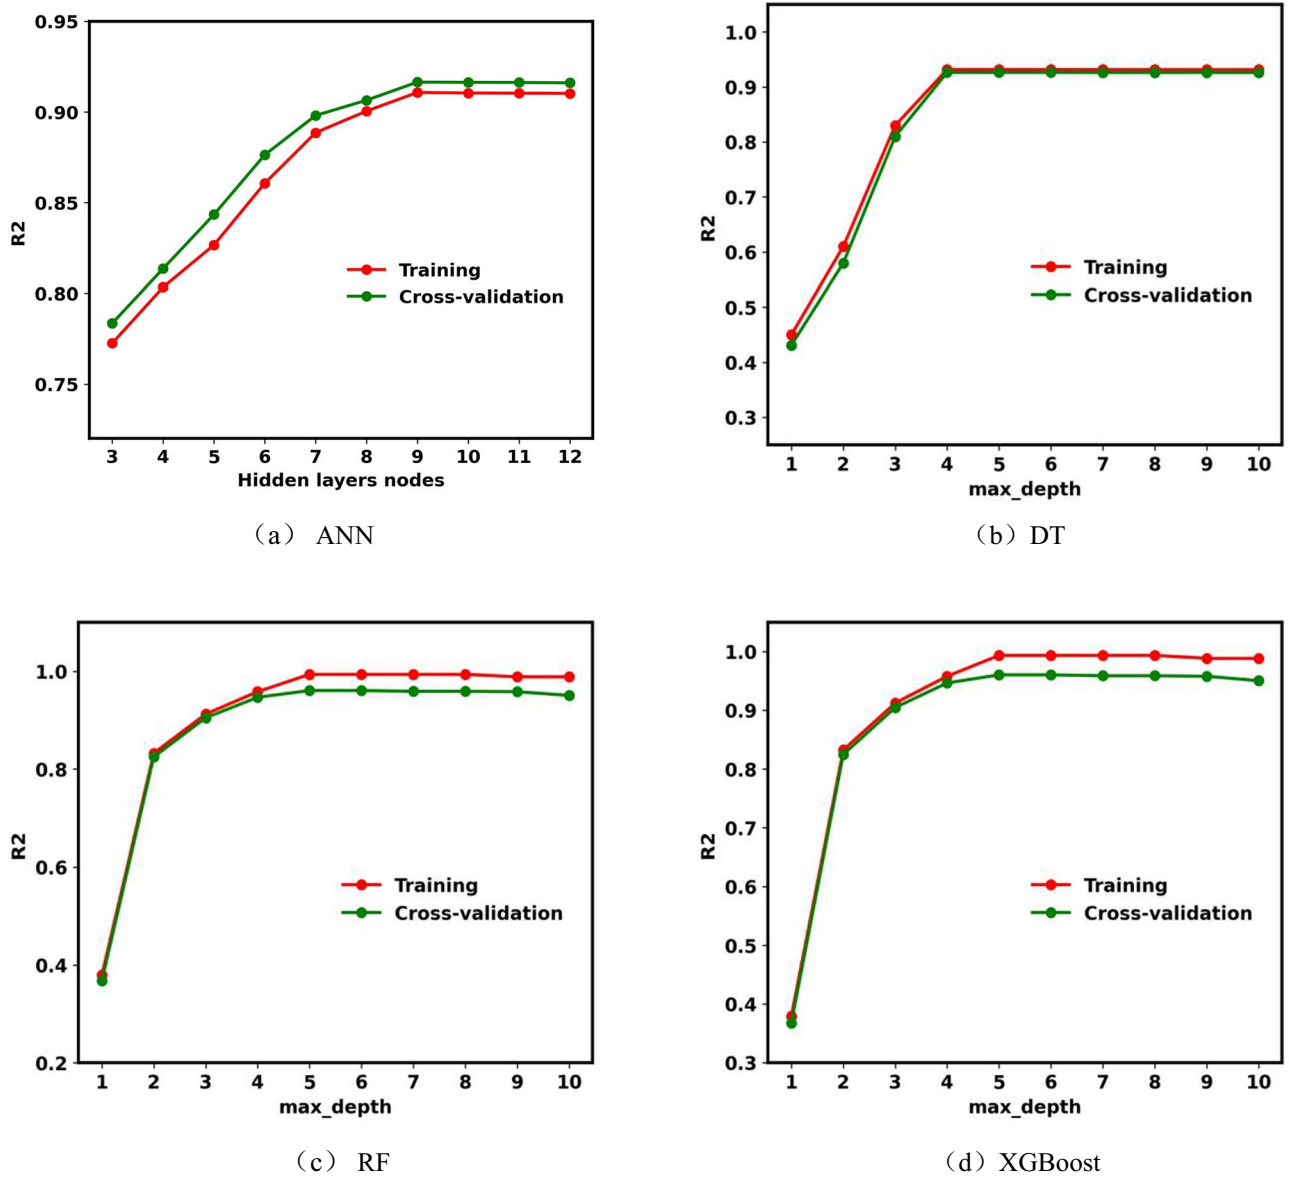 0.95
0.90
0.85
0.80
0.75
R2
Training
Cross-validation
3 4 5 6 7 8 9 10 11 12
Hidden layers nodes
（a） ANN
1.0
0.9
0.8
0.7
0.6
0.5
0.4
0.3
R2
Training
Cross-validation
1 2 3 4 5 6 7 8 9 10
max_depth
（b）DT
1.0
0.8
0.6
0.4
0.2
R2
Training
Cross-validation
1 2 3 4 5 6 7 8 9 10
max_depth
（c） RF
1.0
0.9
0.8
0.7
0.6
0.5
0.4
0.3
R2
Training
Cross-validation
1 2 3 4 5 6 7 8 9 10
max_depth
（d）XGBoost